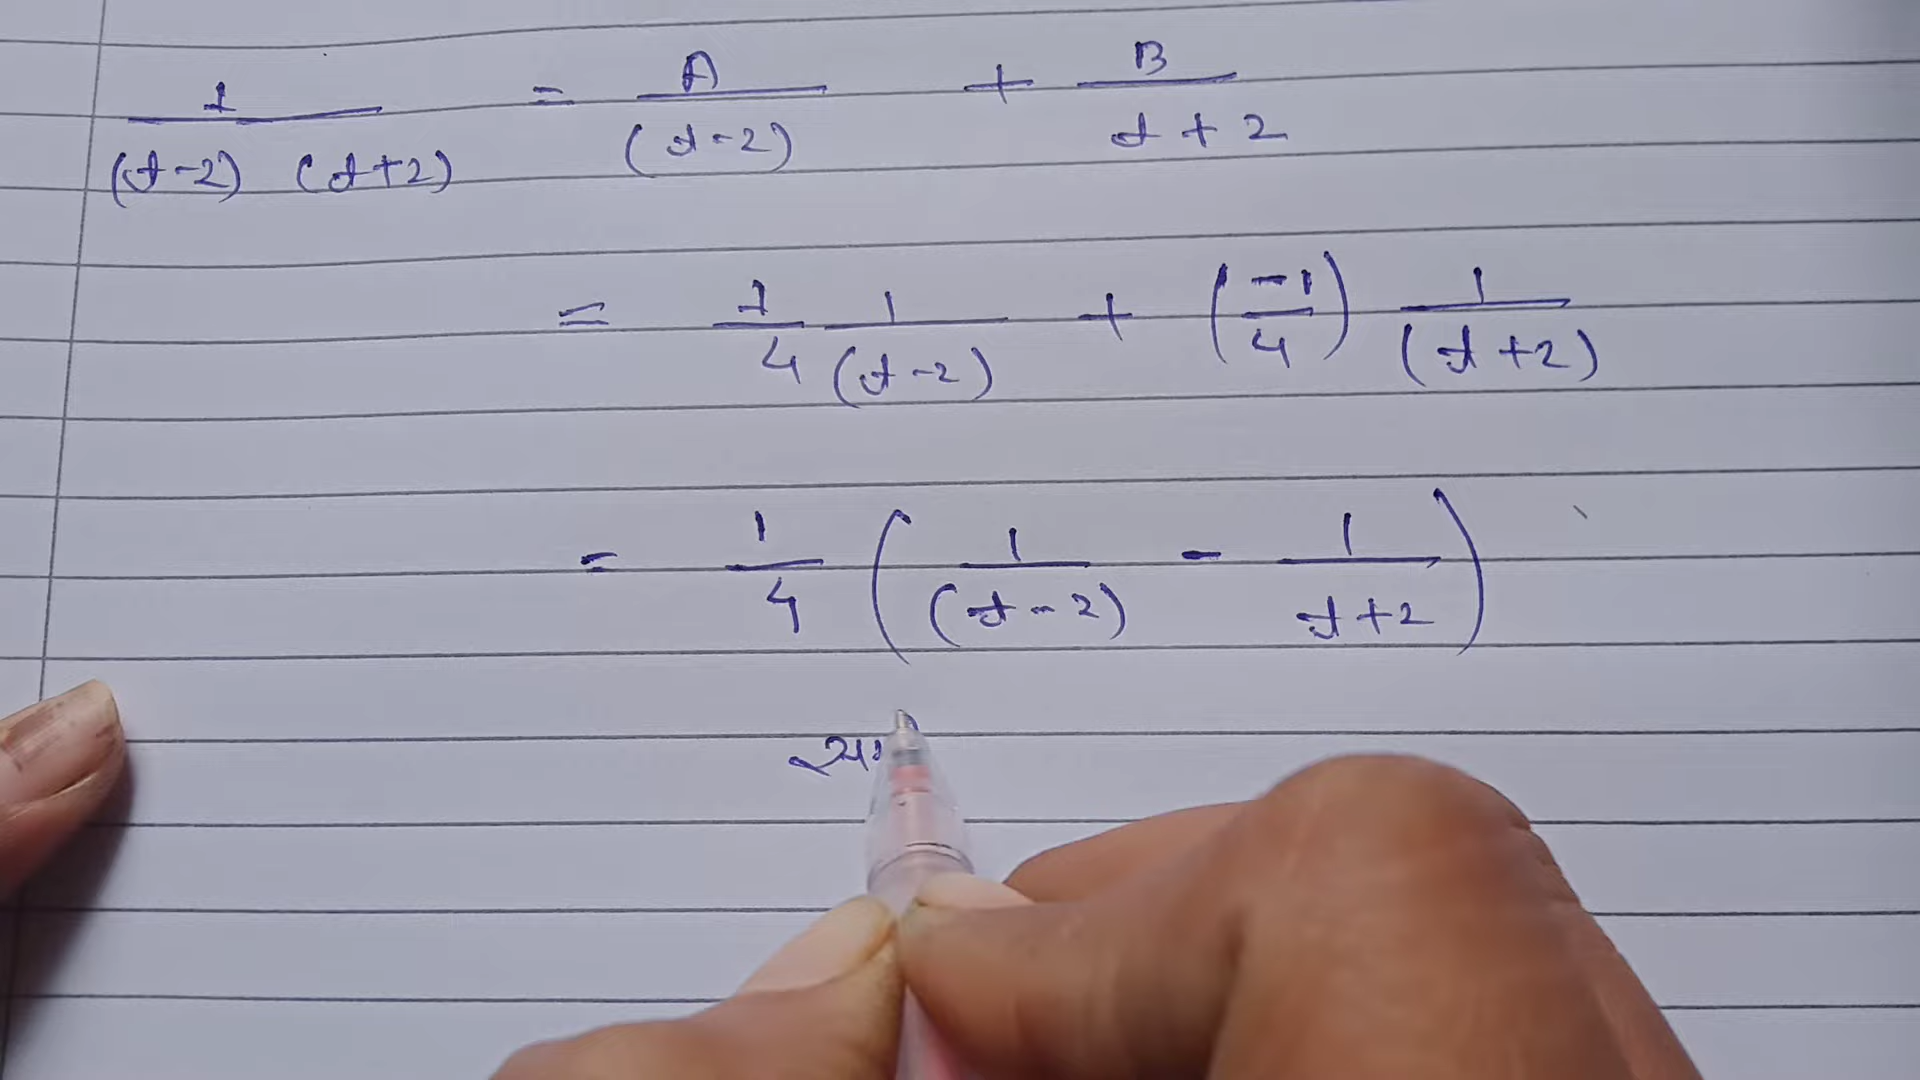 1/((t-2) (t+2)) = A/(t-2) + B/(t+2)
= 1/4 1/(t-2) + (-1/4) 1/(t+2)
= 1/4 (1/(t-2) - 1/(t+2))